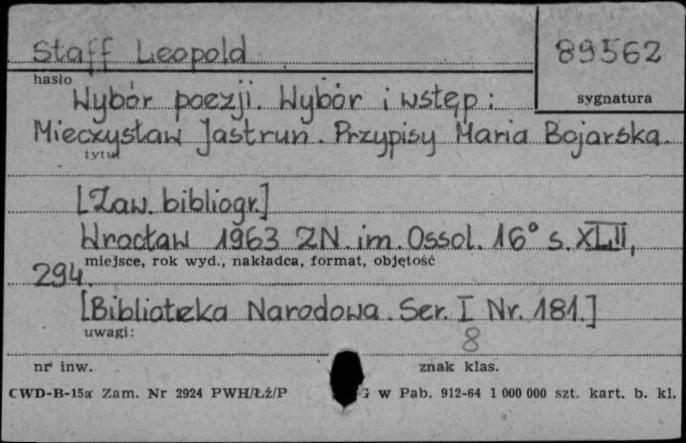 Staff Leopold
89562
hasło
sygnatura
Wybór poezji. Wybór i wstęp:
Mieczysław Jastrun. Przypisy Maria Bojarska.
tytuł
[Zaw. bibliogr.]
Wrocław 1963 ZN. im. Ossol. 16° s. XLII,
miejsce, rok wyd., nakładca, format, objętość
294.
[Biblioteka Narodowa. Ser. I Nr. 181.]
uwagi:
8
nr inw.
znak klas.
CWD-B-15a Zam. Nr 2924 PWH/Łź/P
G w Pab. 912-64 1 000 000 szt. kart. b. kl.